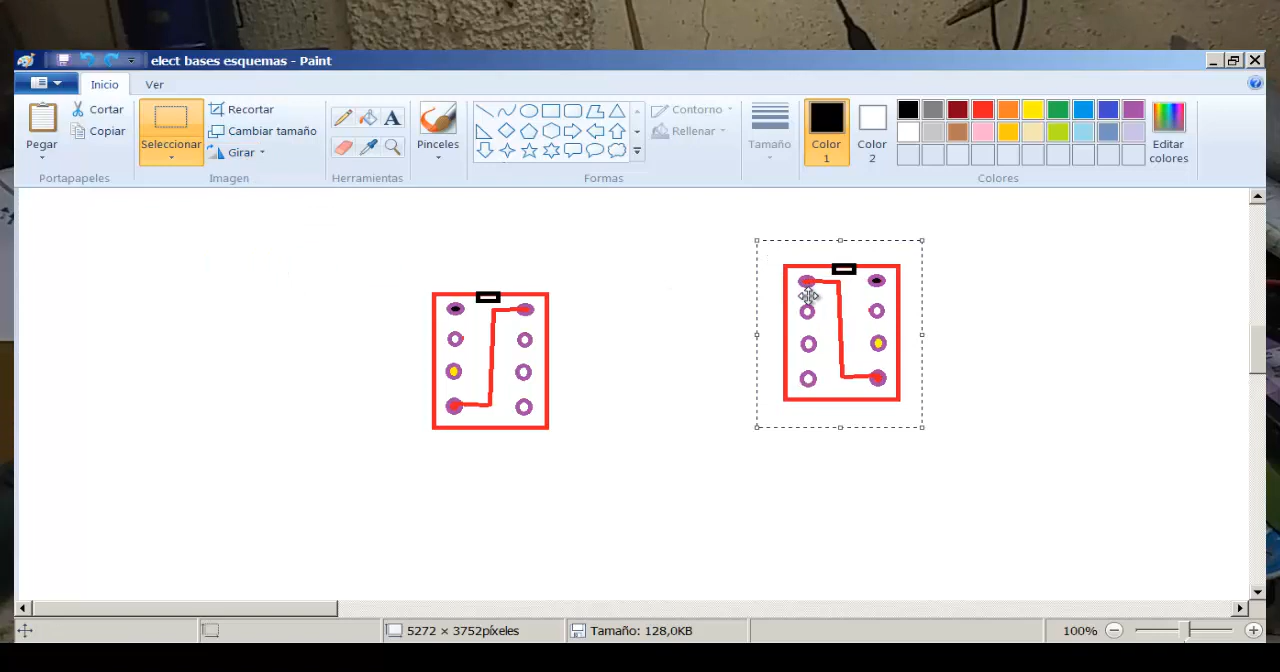 elect bases esquemas - Paint
Inicio Ver
Pegar
Cortar
Copiar
Portapapeles
Seleccionar
Recortar
Cambiar tamaño
Girar
Imagen
A
Herramientas
Pinceles
Formas
Contorno
Rellenar
Tamaño
Color
1
Color
2
Editar
colores
Colores
5272 × 3752píxeles
Tamaño: 128,0KB
100%